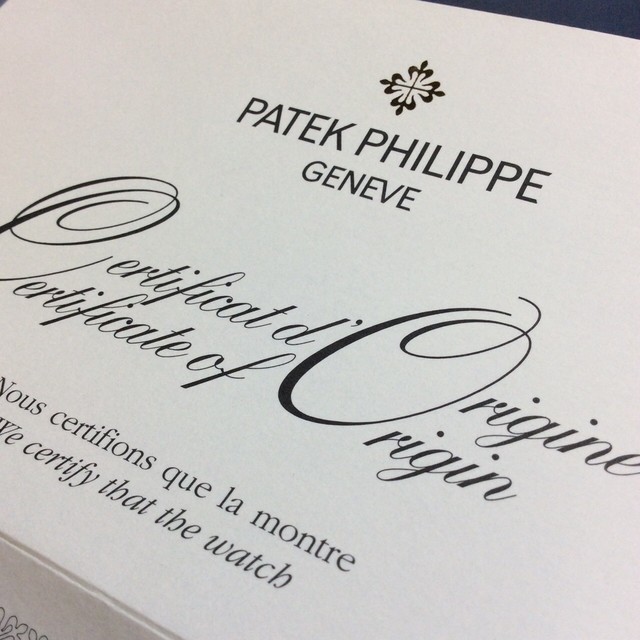 PATEK PHILIPPE
GENEVE
Certificat d'Origine
Certificate of Origin
Nous certifions que la montre
We certify that the watch